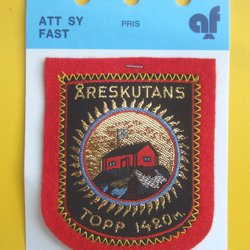 ATT SY
FAST
PRIS
af
ÅRESKUTANS
TOPP 1420m